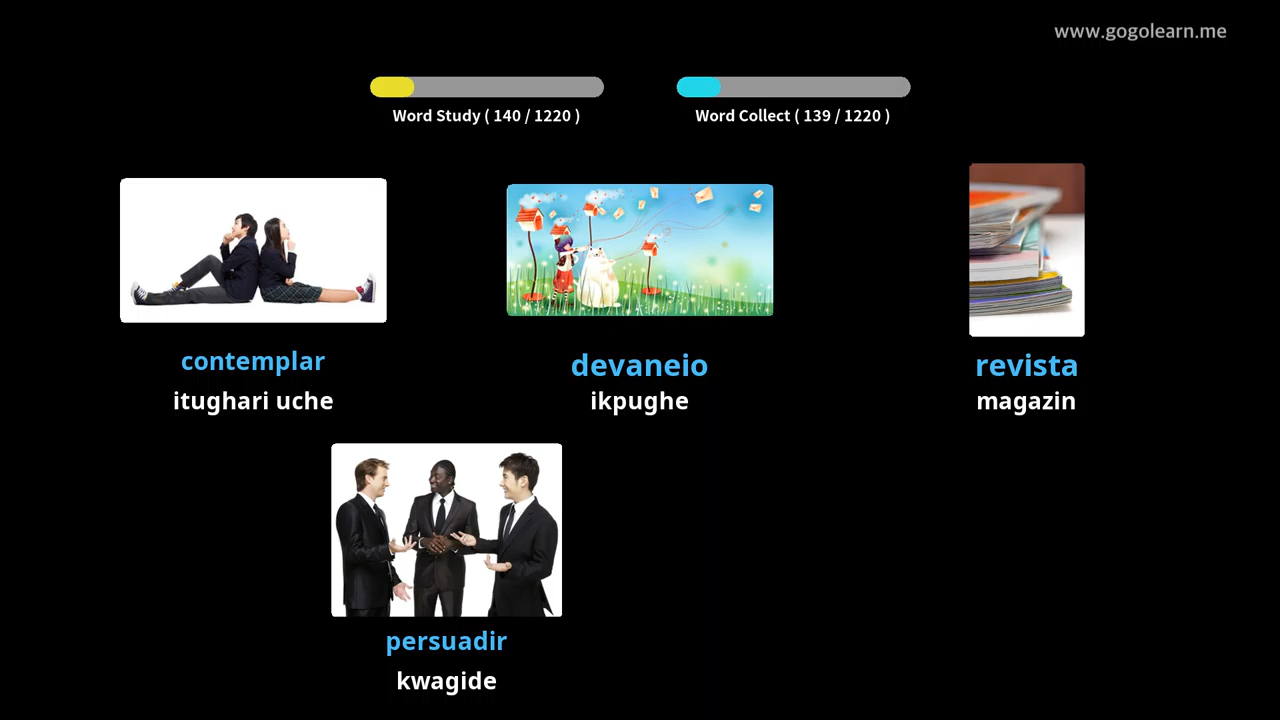 www.gogolearn.me
Word Study ( 140 / 1220 )
Word Collect ( 139 / 1220 )
contemplar
itughari uche
devaneio
ikpughe
revista
magazin
persuadir
kwagide